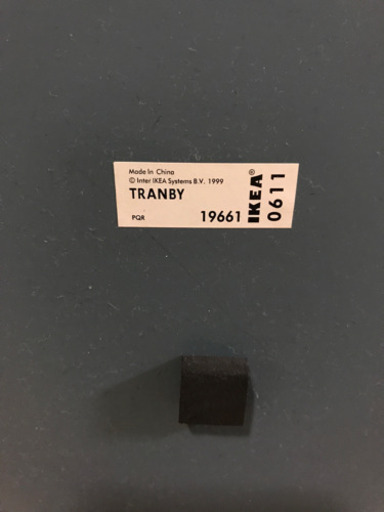 Made In China
© Inter IKEA Systems B.V. 1999
TRANBY
PQR 19661
IKEA®
0611